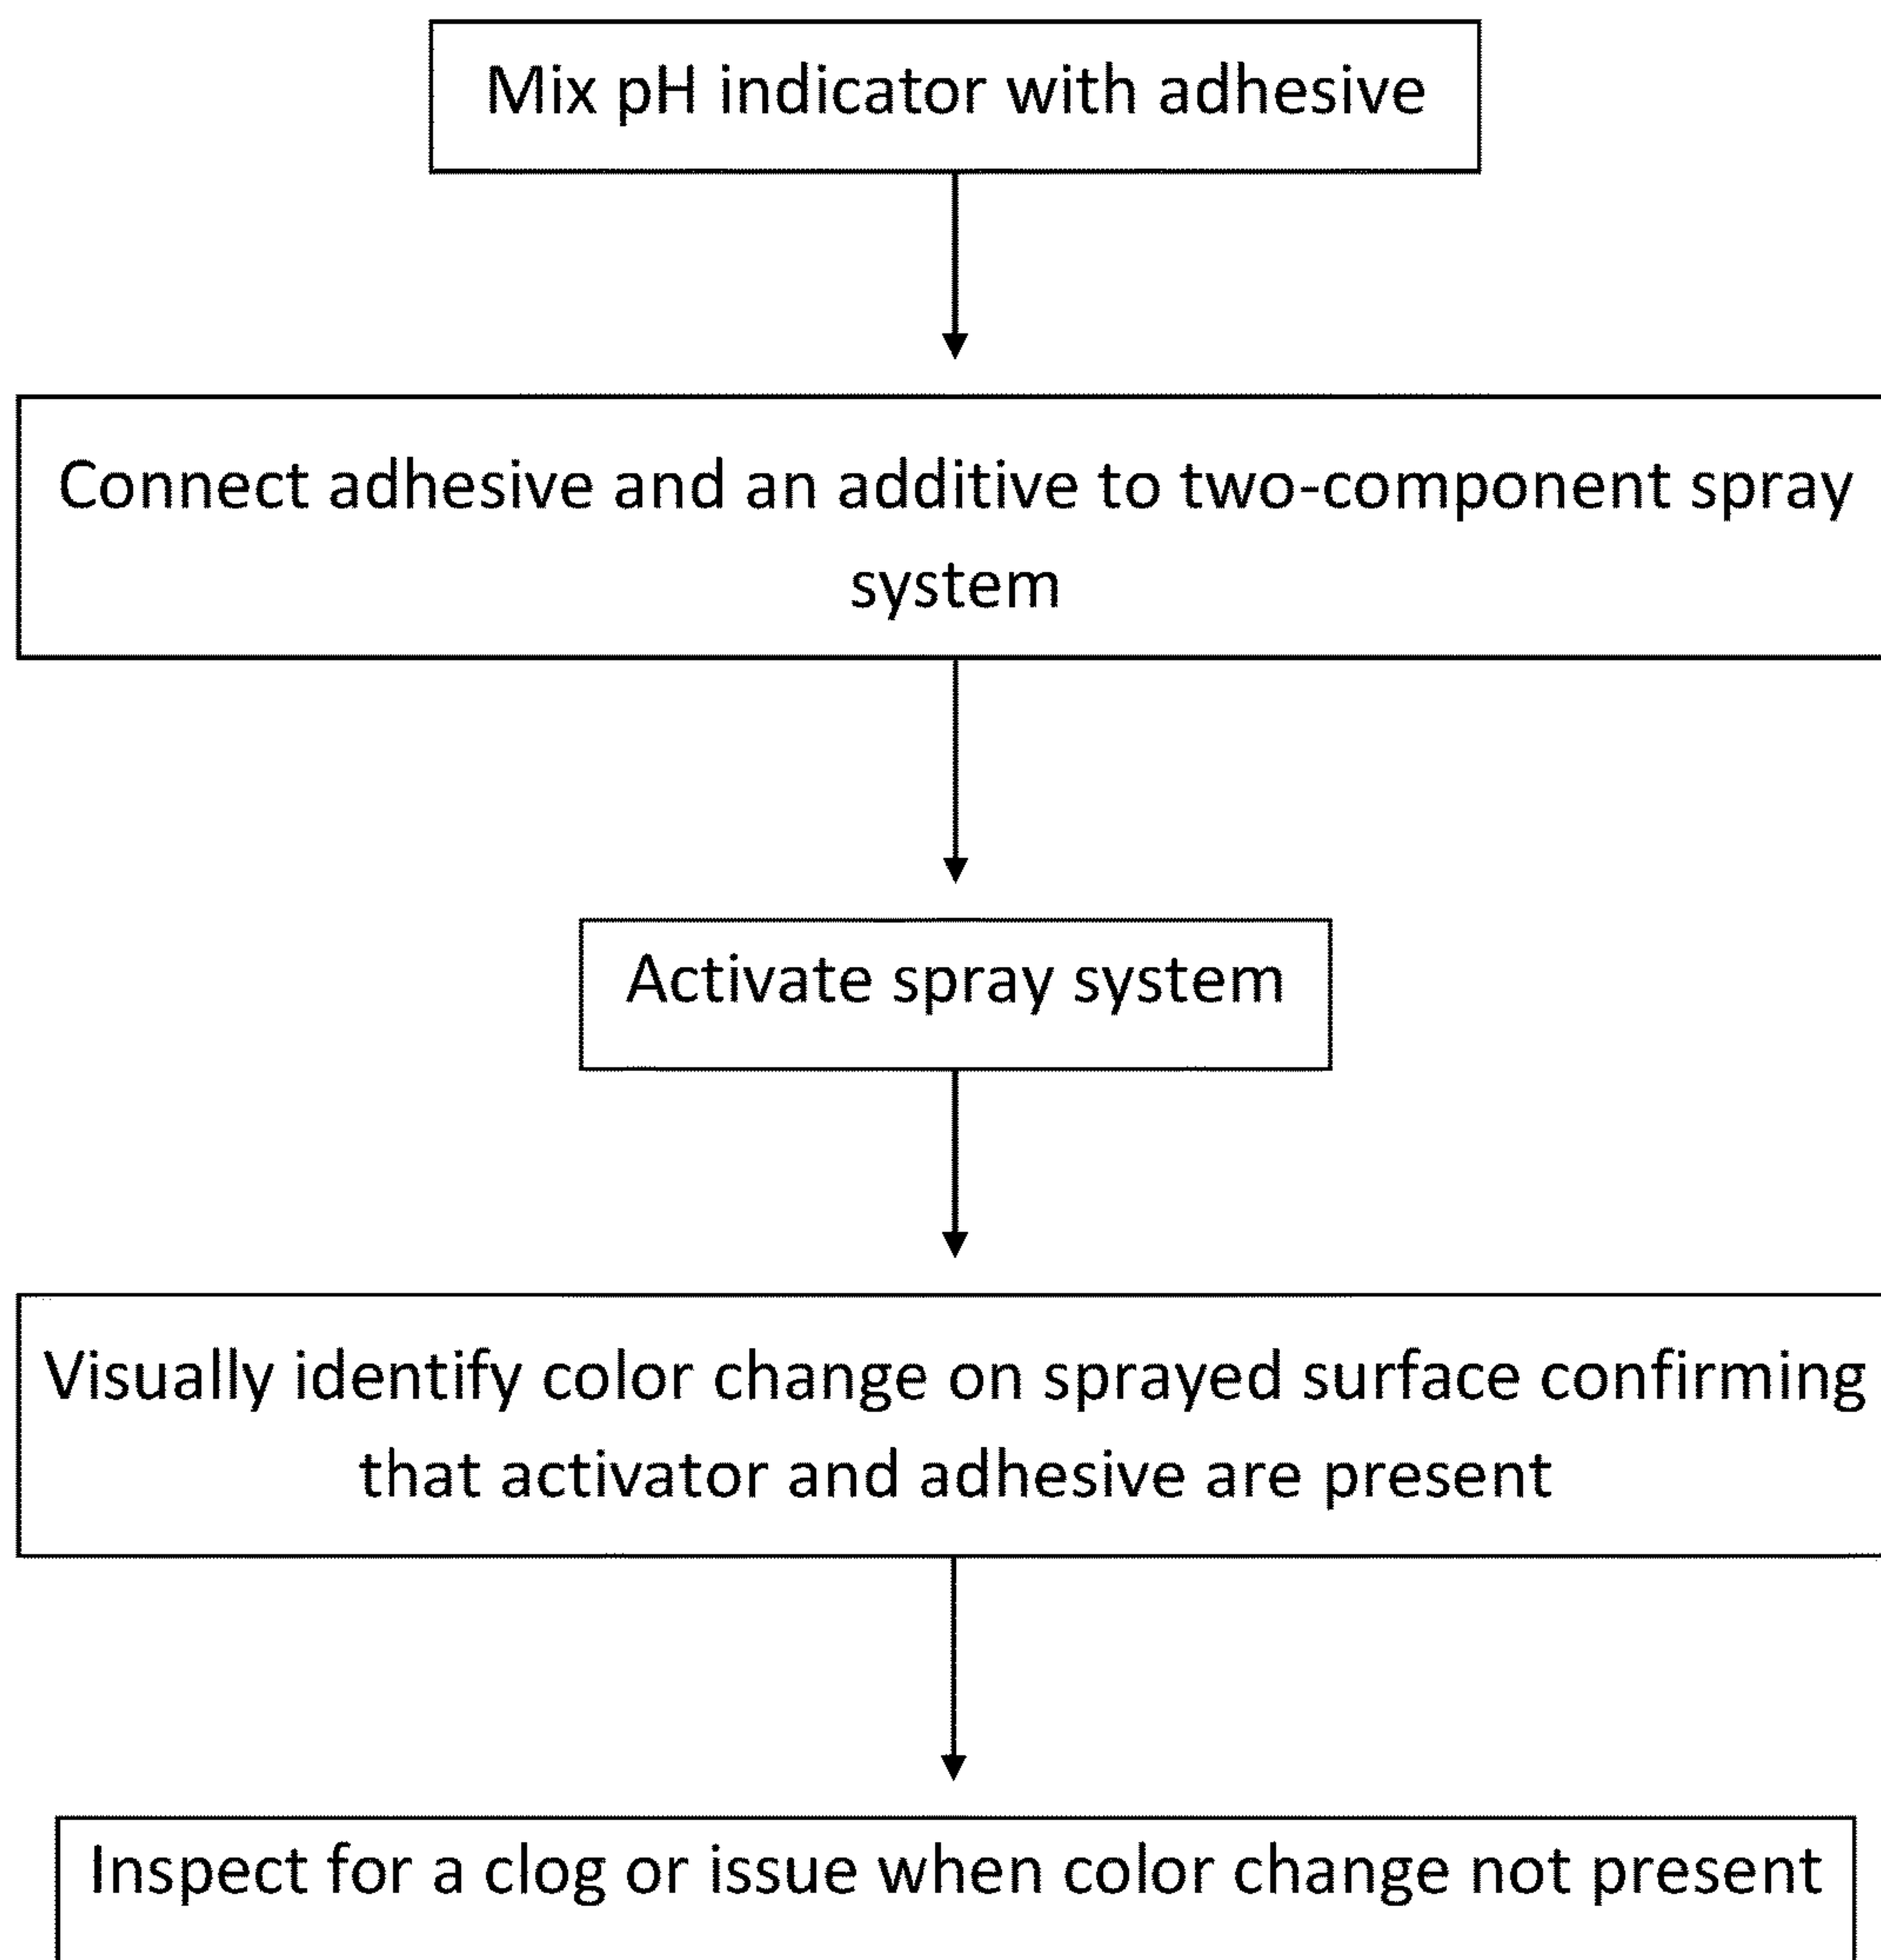 Mix pH indicator with adhesive
Connect adhesive and an additive to two-component spray
system
Activate spray system
Visually identify color change on sprayed surface confirming
that activator and adhesive are present
Inspect for a clog or issue when color change not present